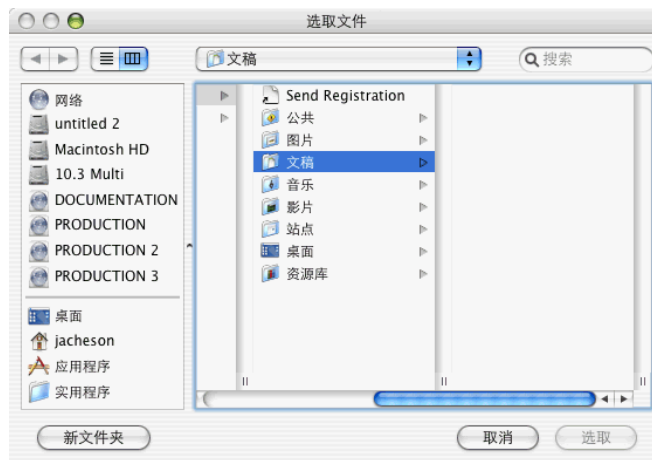 选取文件
文稿
搜索
网络
untitled 2
Macintosh HD
10.3 Multi
DOCUMENTATION
PRODUCTION
PRODUCTION 2
PRODUCTION 3
桌面
jacheson
应用程序
实用程序
Send Registration
公共
图片
文稿
音乐
影片
站点
桌面
资源库
新文件夹
取消
选取